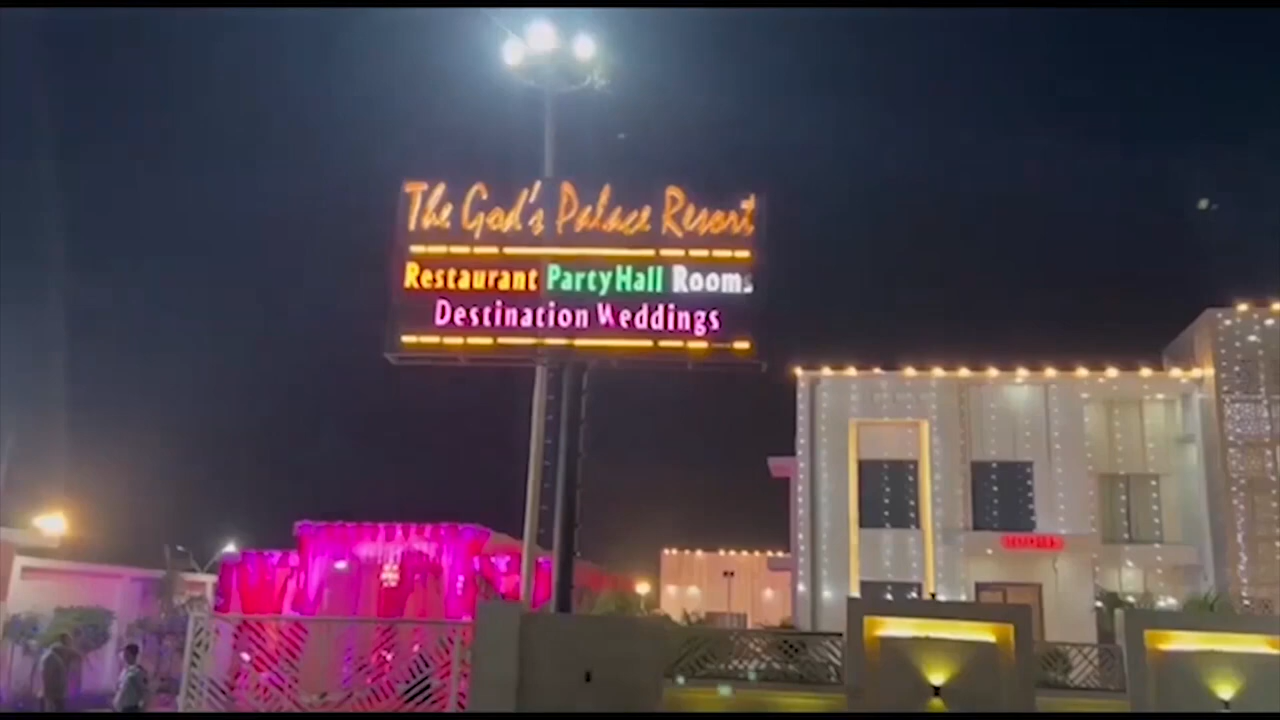 The God's Palace Resort
Restaurant PartyHall Rooms
Destination Weddings